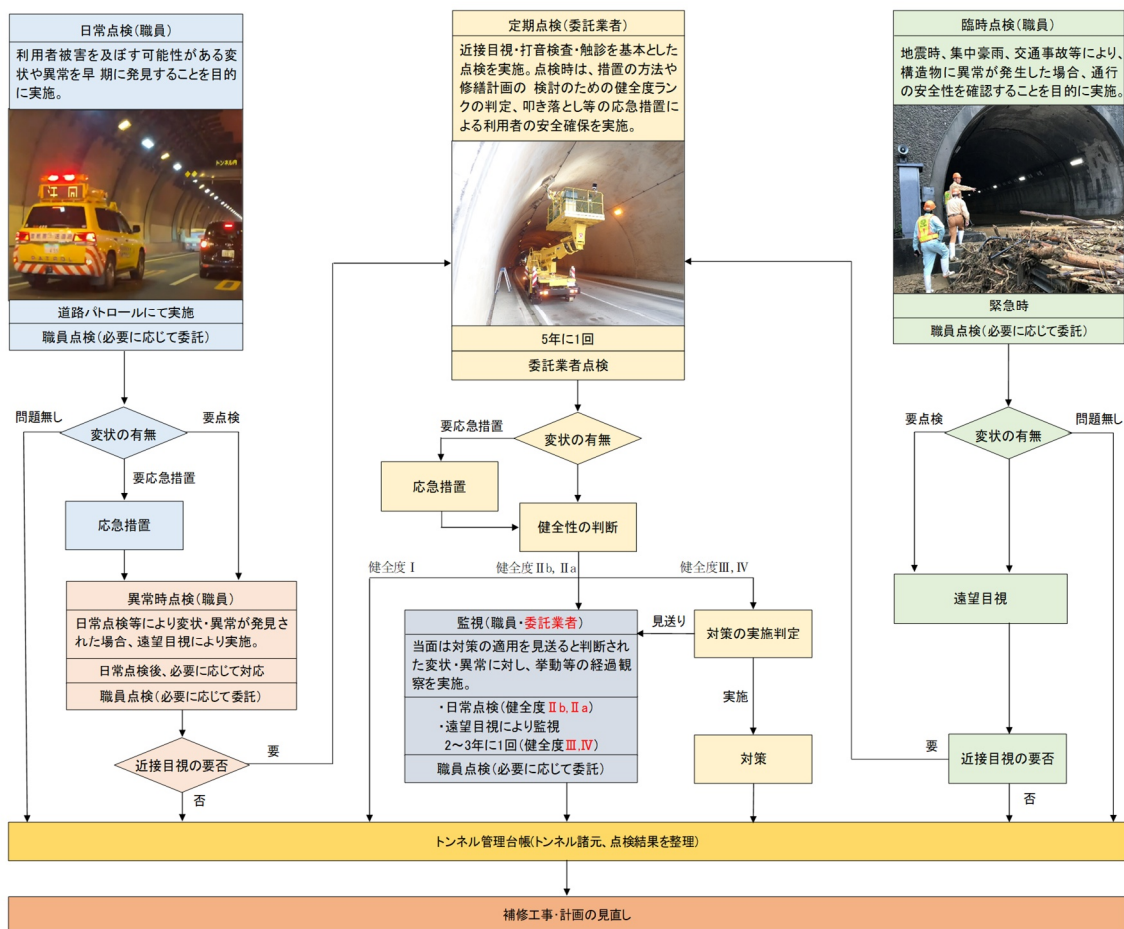 日常点検(職員)
利用者被害を及ぼす可能性がある変
状や異常を早 期に発見することを目的
に実施。
トンネル内
道路パトロールにて実施
職員点検(必要に応じて委託)
定期点検(委託業者)
近接目視・打音検査・触診を基本とした
点検を実施。点検時は、措置の方法や
修繕計画の 検討のための健全度ラン
クの判定、叩き落とし等の応急措置に
よる利用者の安全確保を実施。
5年に1回
委託業者点検
臨時点検(職員)
地震時、集中豪雨、交通事故等により、
構造物に異常が発生した場合、通行
の安全性を確認することを目的に実施。
緊急時
職員点検(必要に応じて委託)
問題無し
変状の有無
要点検
要応急措置
応急措置
異常時点検(職員)
日常点検等により変状・異常が発見さ
れた場合、遠望目視により実施。
日常点検後、必要に応じて対応
職員点検(必要に応じて委託)
近接目視の要否
要
否
要応急措置
変状の有無
応急措置
健全性の判断
健全度Ⅰ
健全度Ⅱb,Ⅱa
健全度Ⅲ,Ⅳ
監視(職員・委託業者)
当面は対策の適用を見送ると判断され
た変状・異常に対し、挙動等の経過観
察を実施。
・日常点検(健全度Ⅱb,Ⅱa)
・遠望目視により監視
2～3年に1回(健全度Ⅲ,Ⅳ)
職員点検(必要に応じて委託)
見送り
対策の実施判定
実施
対策
要点検
変状の有無
問題無し
遠望目視
要
近接目視の要否
否
トンネル管理台帳(トンネル諸元、点検結果を整理)
補修工事・計画の見直し